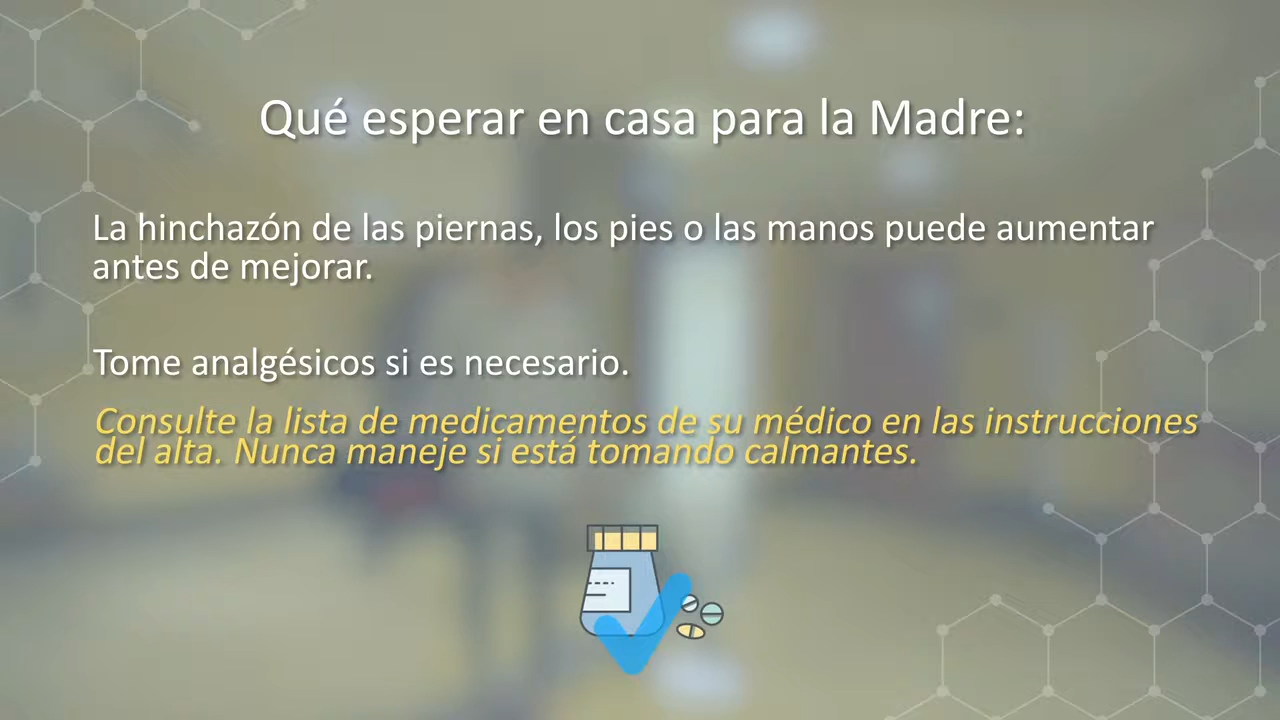 Qué esperar en casa para la Madre:
La hinchazón de las piernas, los pies o las manos puede aumentar
antes de mejorar.
Tome analgésicos si es necesario.
Consulte la lista de medicamentos de su médico en las instrucciones
del alta. Nunca maneje si está tomando calmantes.